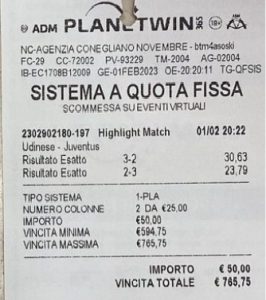 ADM PLANETWIN 365 18+
NC-AGENZIA CONEGLIANO NOVEMBRE - btm4asoski
FC-29 CC-72002 PV-93229 TM-2004 AG-02004
IB-EC1708B12009 GE-01FEB2023 OE-20:20:11 TG-QFSIS
SISTEMA A QUOTA FISSA
SCOMMESSA SU EVENTI VIRTUALI
2302902180-197 Highlight Match 01/02 20:22
Udinese - Juventus
Risultato Esatto 3-2 30,63
Risultato Esatto 2-3 23,79
TIPO SISTEMA 1-PLA
NUMERO COLONNE 2 DA €25,00
IMPORTO €50,00
VINCITA MINIMA €594,75
VINCITA MASSIMA €765,75
IMPORTO € 50,00
VINCITA TOTALE € 765,75